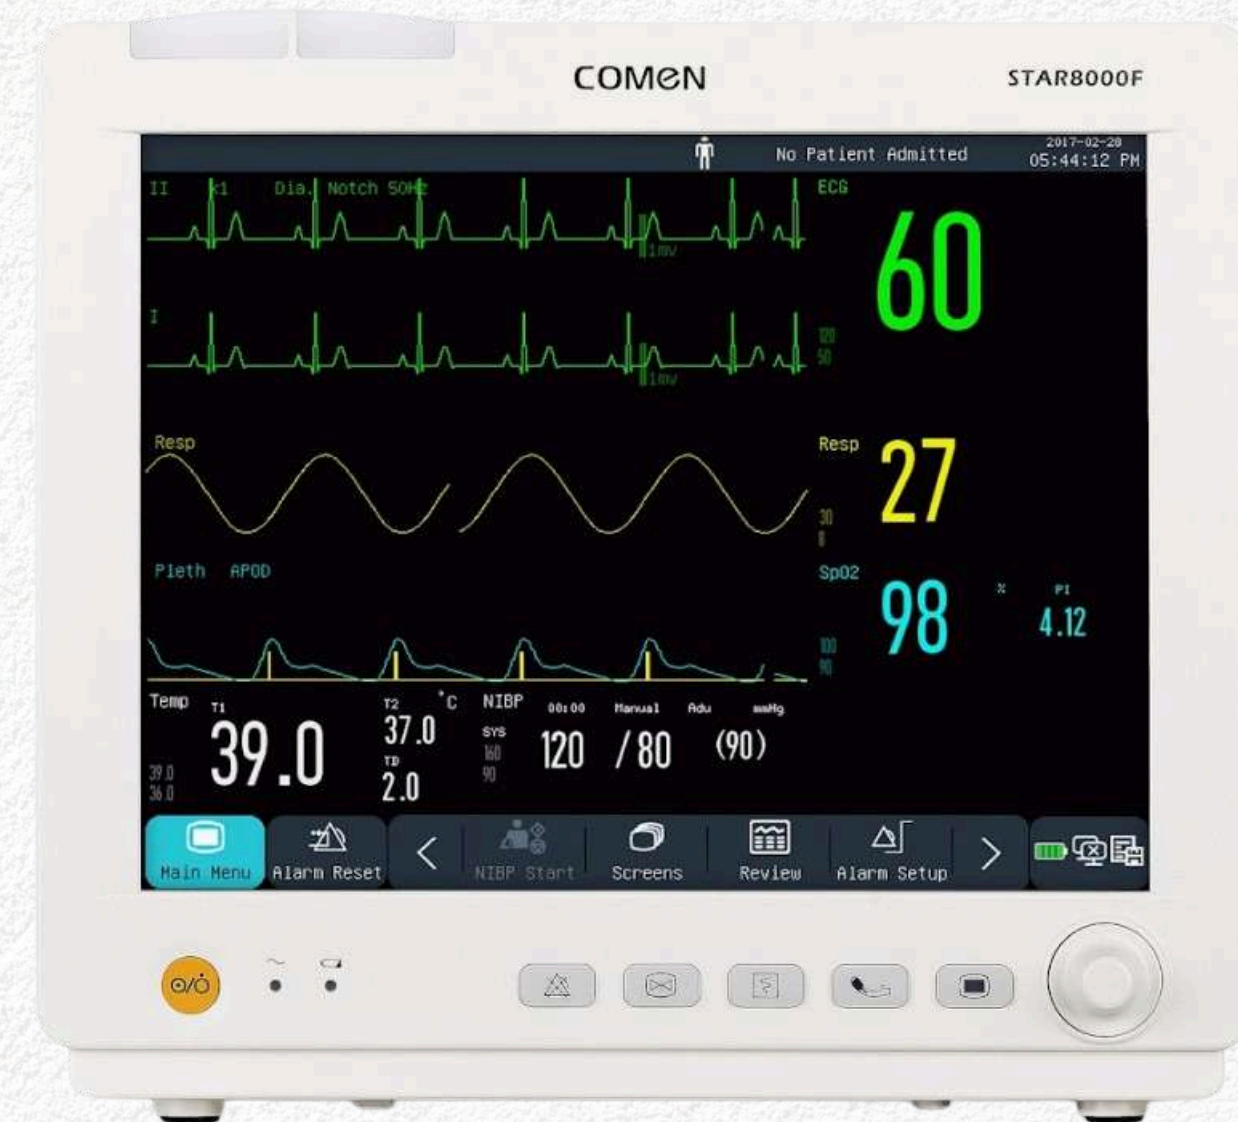 COMEN
STAR8000F
No Patient Admitted
2017-02-28
05:44:12 PM
II x1 Dia. Notch 50Hz
ECG
60
1mv
120
50
I
1mv
Resp
Resp
27
30
8
Pleth APOD
SpO2
98
%
PI
4.12
100
90
Temp
T1
39.0
39.0
36.0
T2
°C
37.0
TD
2.0
NIBP 00:00 Manual Adu mmHg
SYS
160
90
120 / 80 (90)
Main Menu
Alarm Reset
<
NIBP Start
Screens
Review
Alarm Setup
>